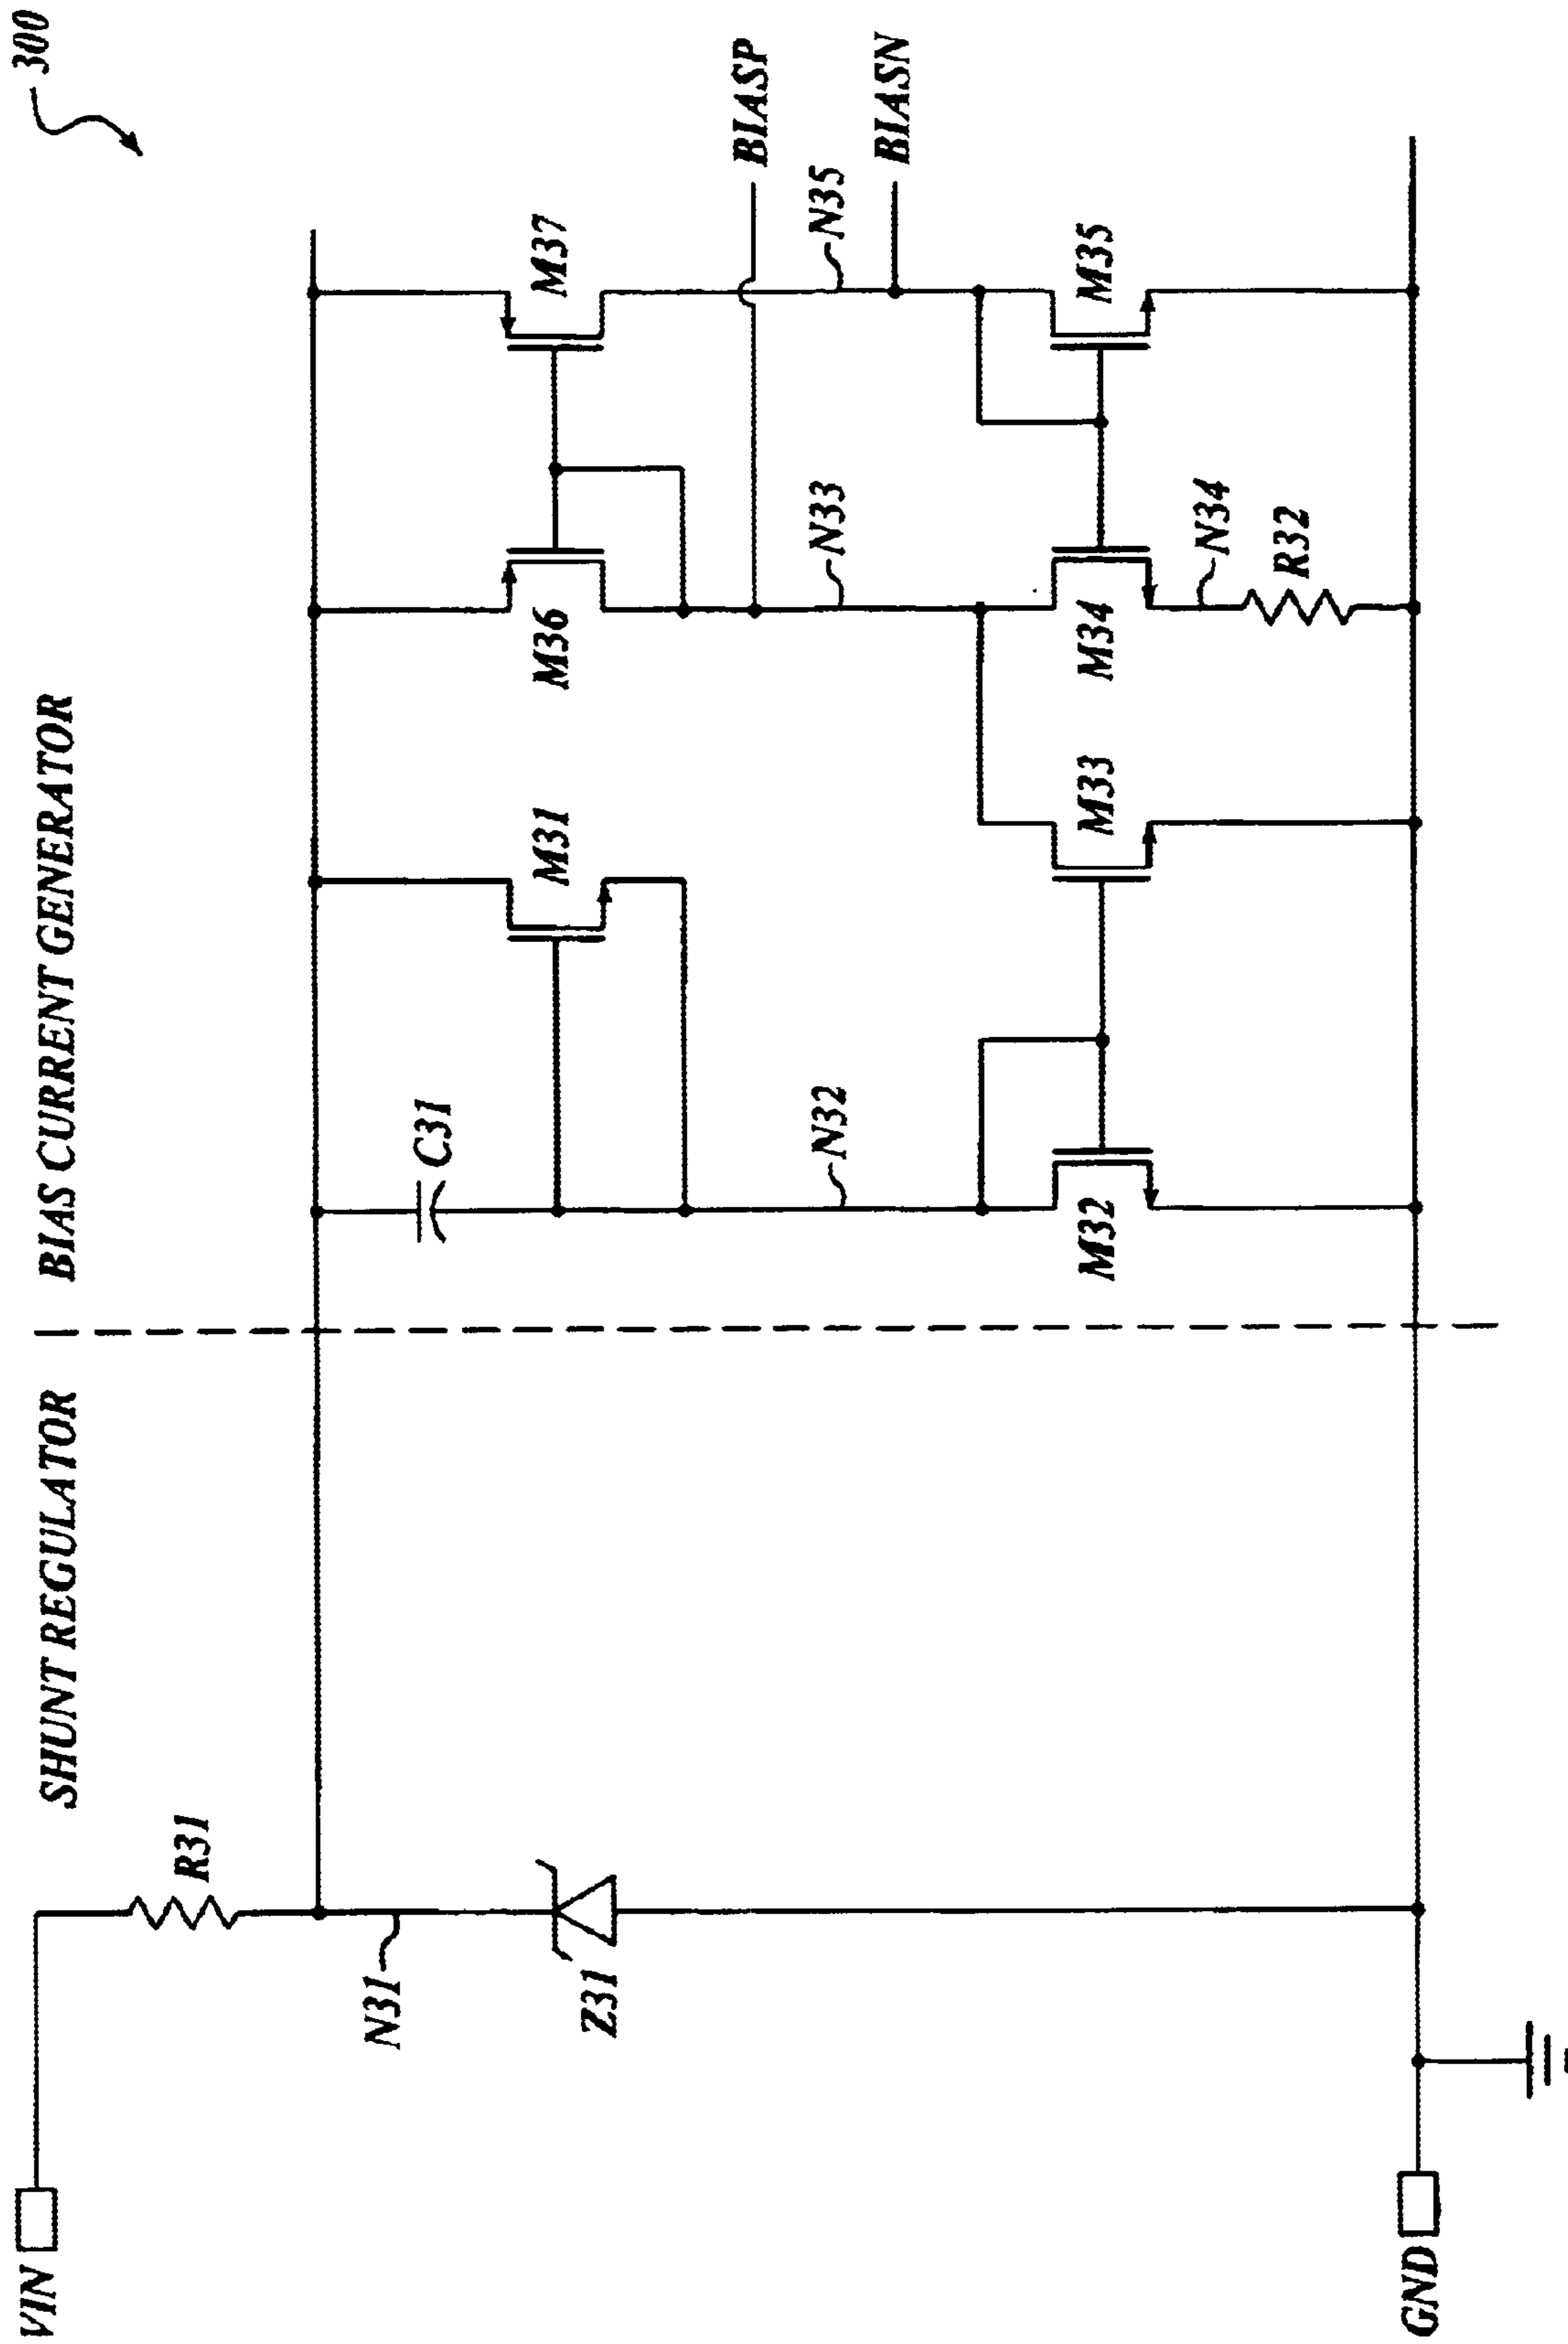 300
SHUNT REGULATOR
BIAS CURRENT GENERATOR
VIN
R31
N31
Z31
GND
C31
M31
N32
M32
M33
M36
M37
BIASP
N33
N35
BIASN
M34
M35
N34
R32